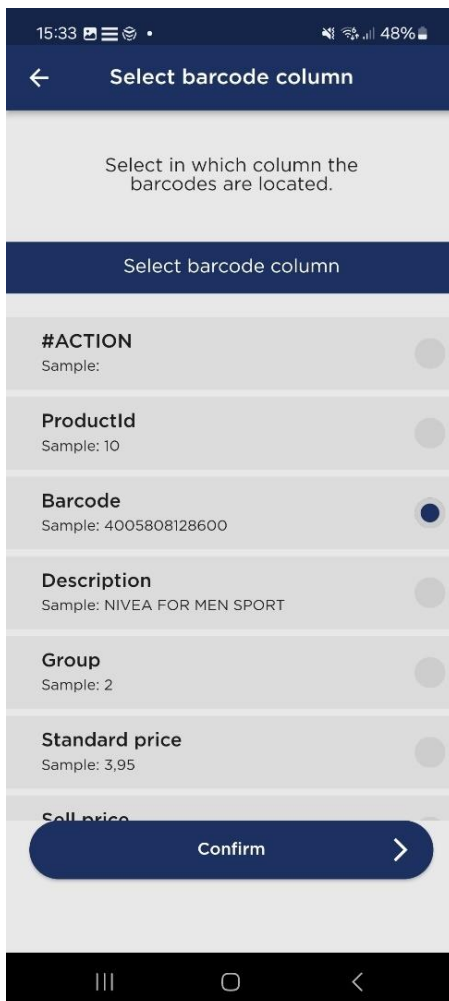 15:33
48%
Select barcode column
Select in which column the
barcodes are located.
Select barcode column
#ACTION
Sample:
ProductId
Sample: 10
Barcode
Sample: 4005808128600
Description
Sample: NIVEA FOR MEN SPORT
Group
Sample: 2
Standard price
Sample: 3,95
Sell price
Confirm